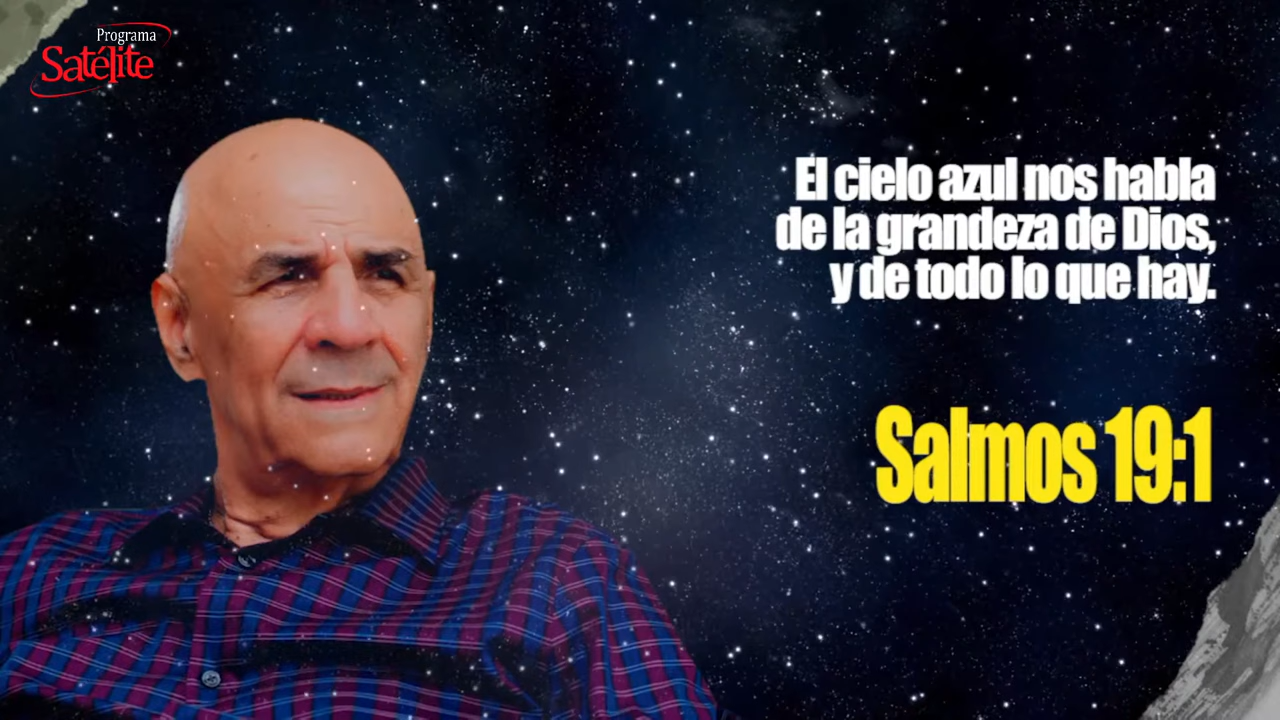 Programa
Satélite
El cielo azul nos habla
de la grandeza de Dios,
y de todo lo que hay.
Salmos 19:1